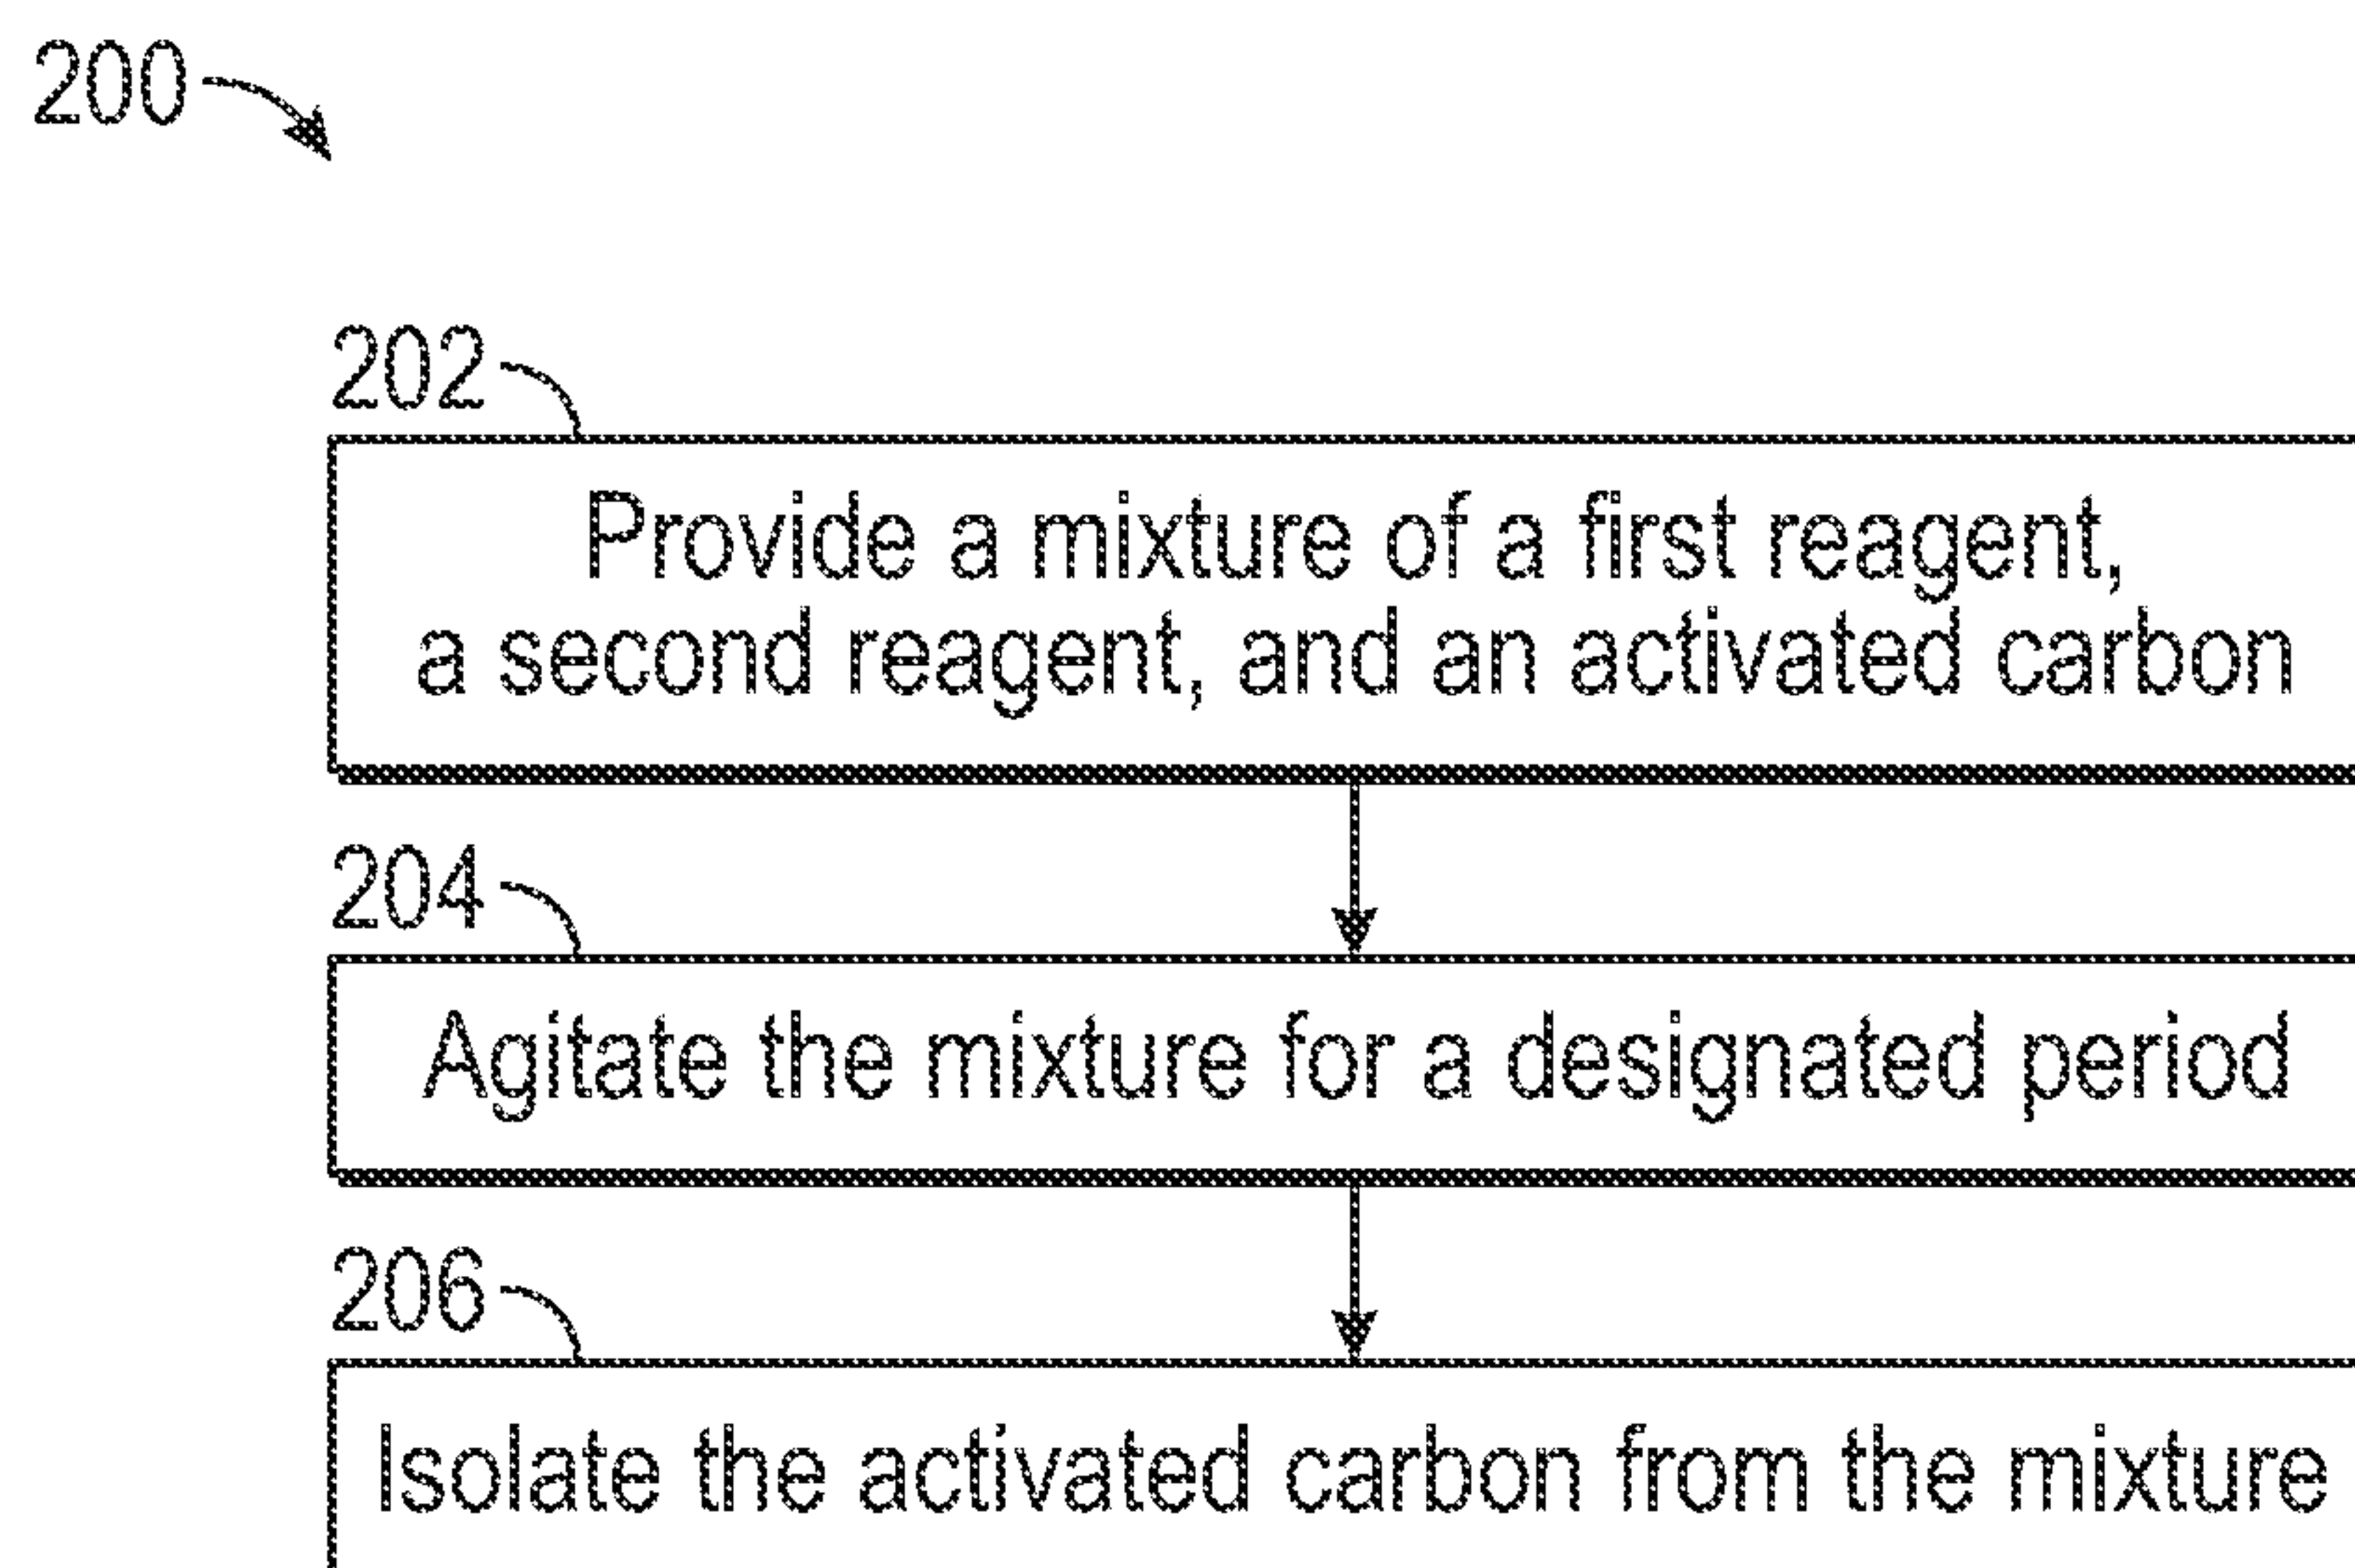 200
202
Provide a mixture of a first reagent,
a second reagent, and an activated carbon
204
Agitate the mixture for a designated period
206
Isolate the activated carbon from the mixture